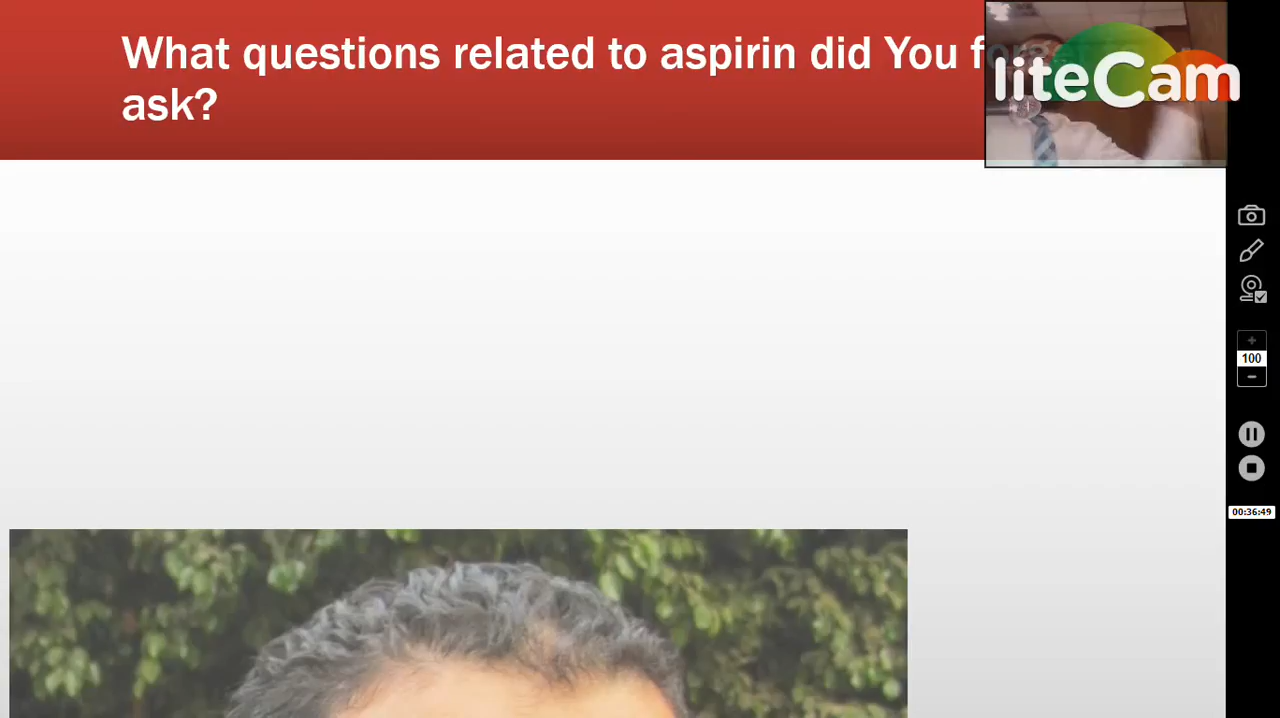 What questions related to aspirin did You
ask?
liteCam
100
00:36:49